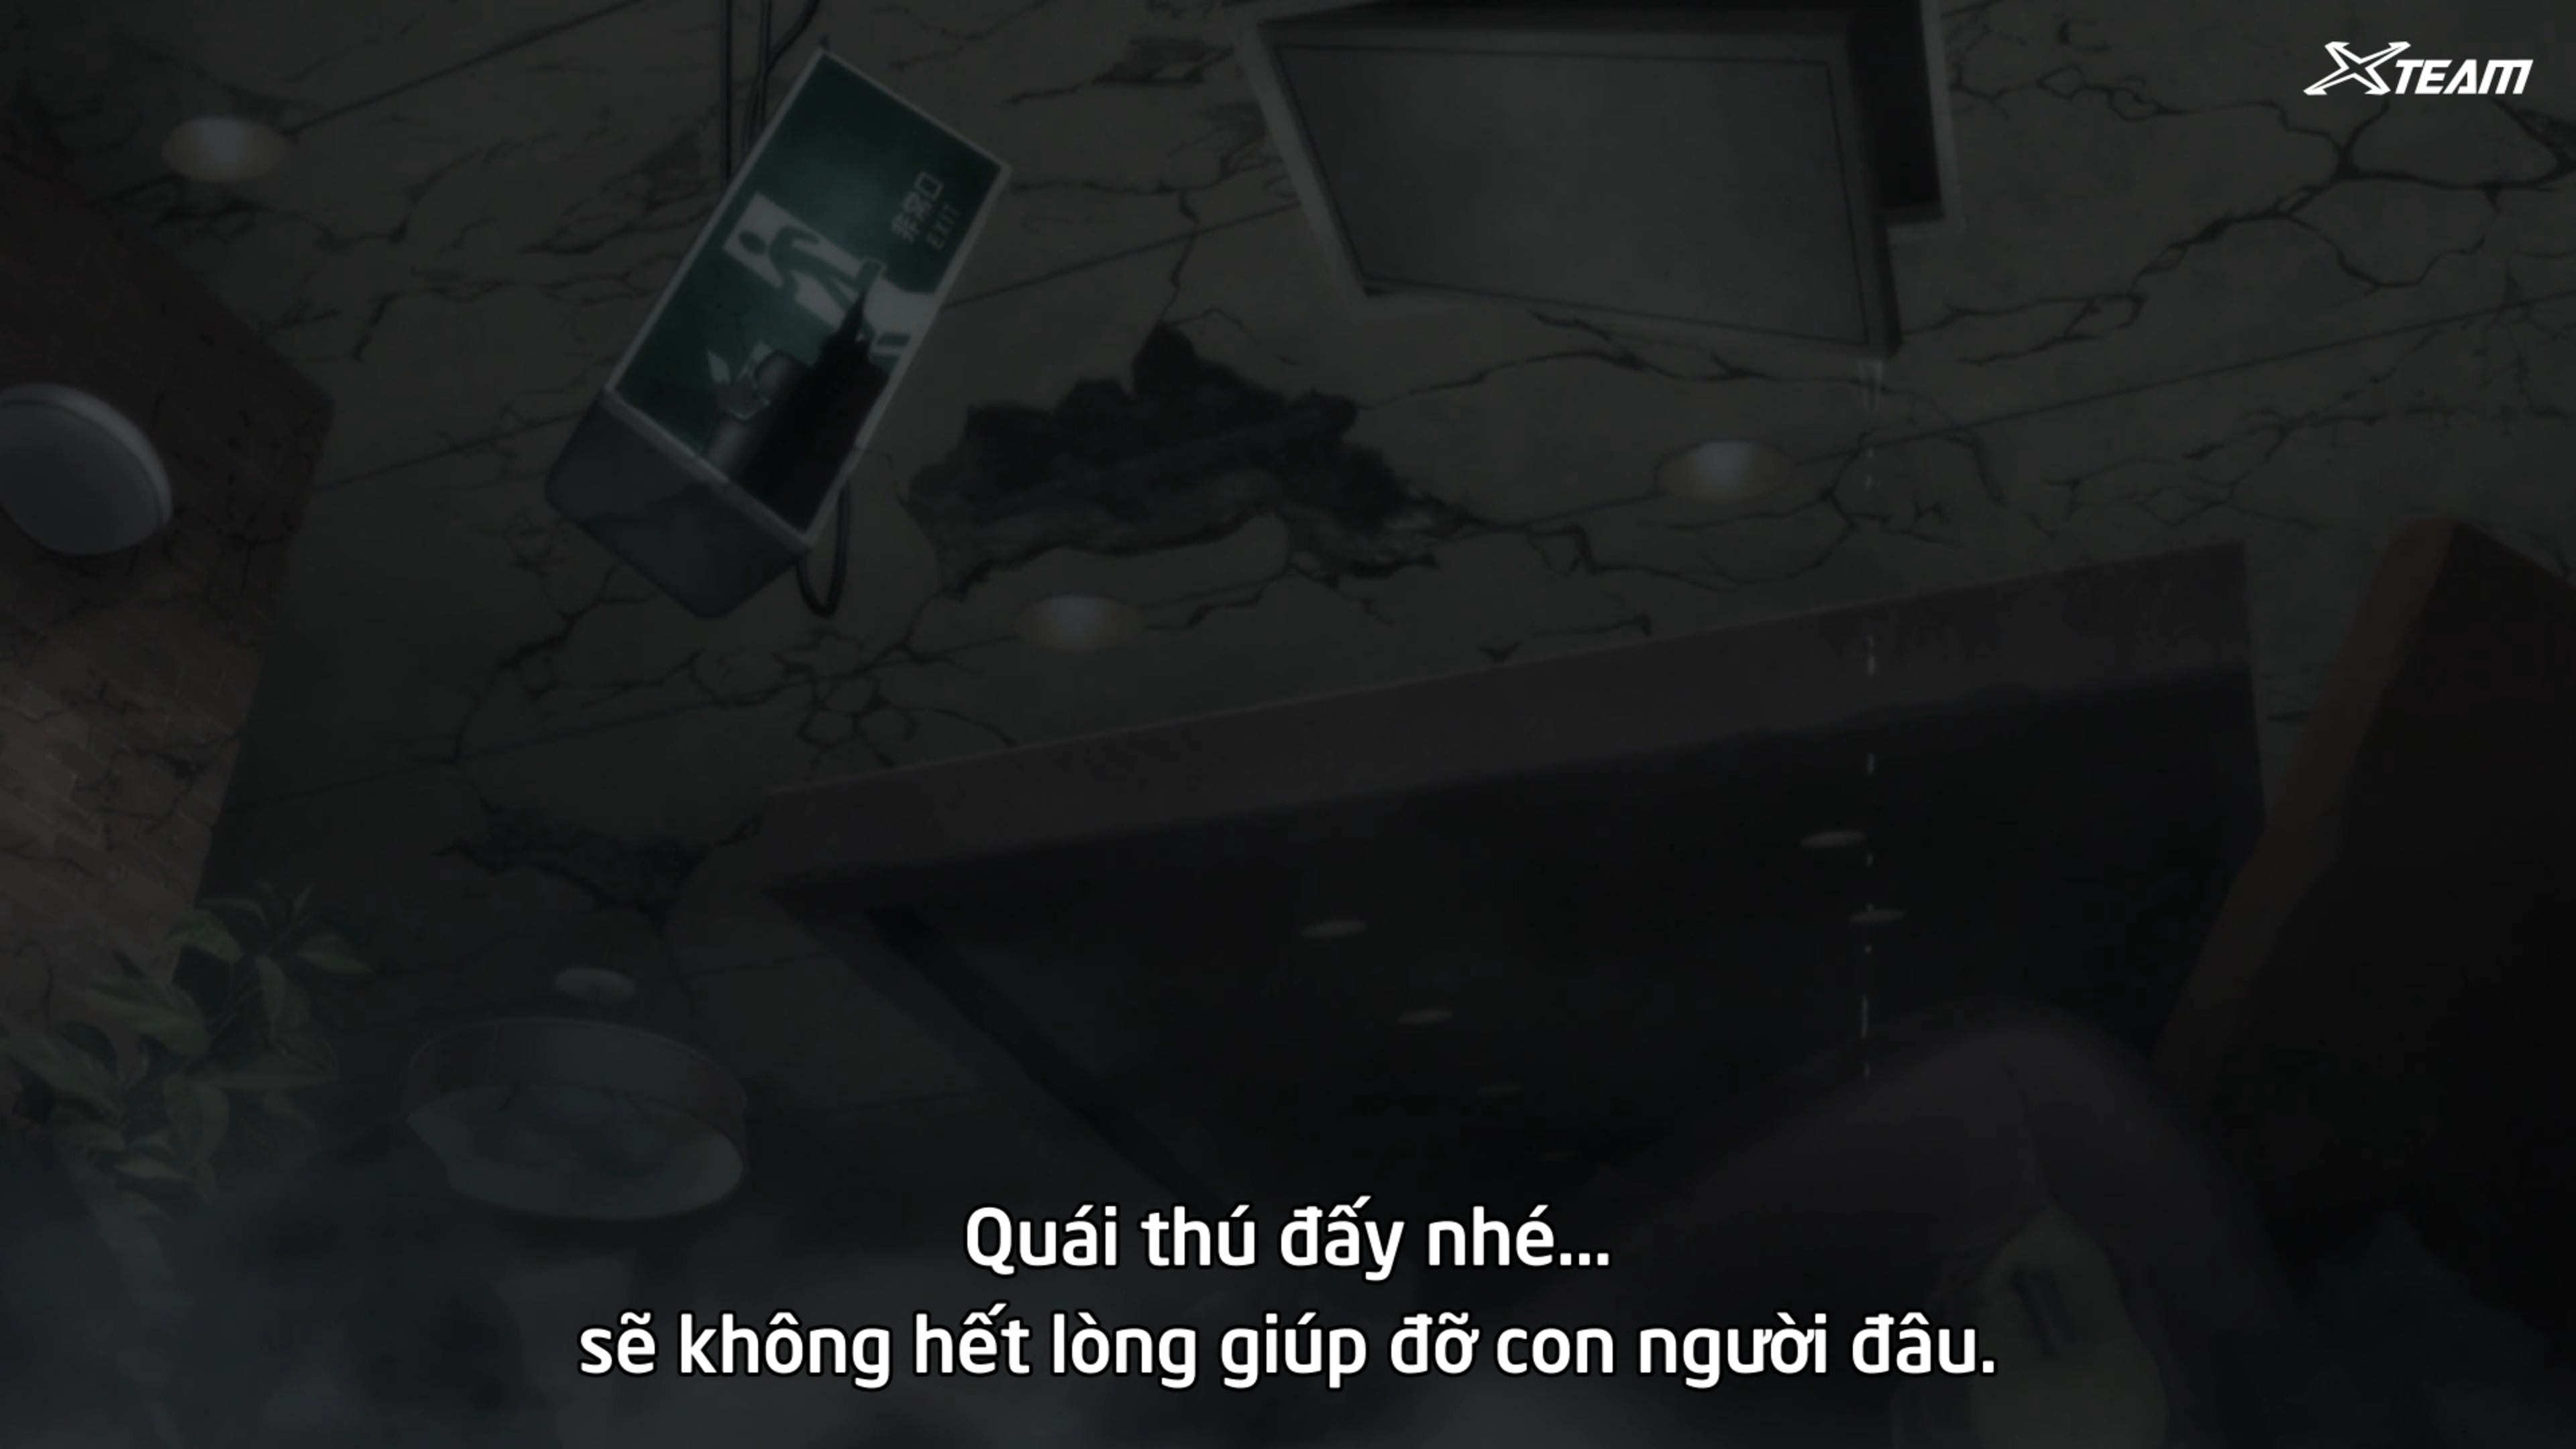 XTEAM
非常口
EXIT
Quái thú đấy nhé...
sẽ không hết lòng giúp đỡ con người đâu.